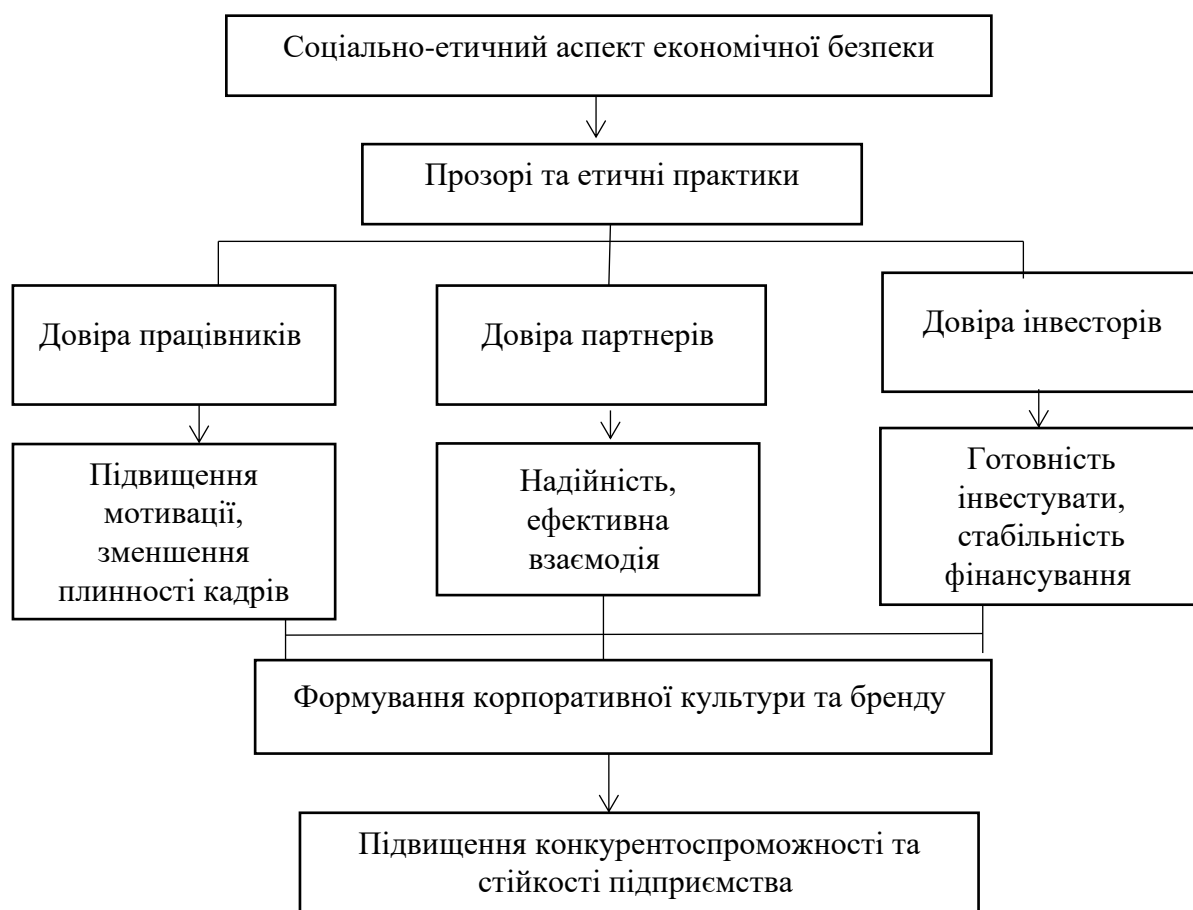 Соціально-етичний аспект економічної безпеки
Прозорі та етичні практики
Довіра працівників
Довіра партнерів
Довіра інвесторів
Підвищення
мотивації,
зменшення
плинності кадрів
Надійність,
ефективна
взаємодія
Готовність
інвестувати,
стабільність
фінансування
Формування корпоративної культури та бренду
Підвищення конкурентоспроможності та
стійкості підприємства